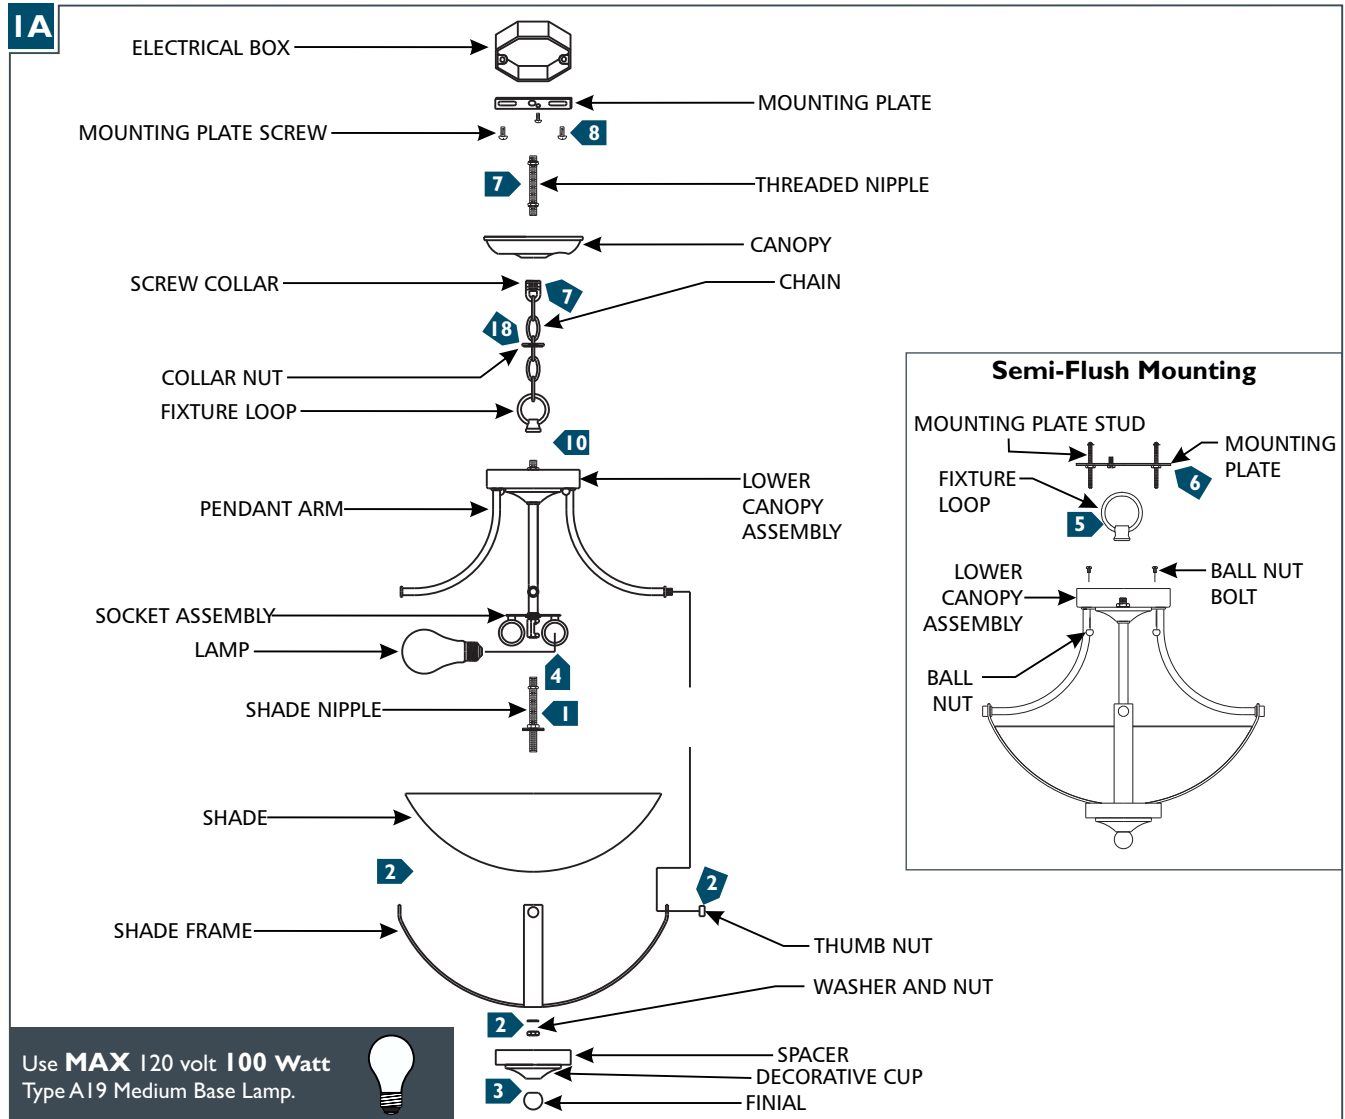 1A
ELECTRICAL BOX
MOUNTING PLATE
MOUNTING PLATE SCREW
8
7
THREADED NIPPLE
CANOPY
SCREW COLLAR
7
CHAIN
18
COLLAR NUT
FIXTURE LOOP
10
PENDANT ARM
LOWER
CANOPY
ASSEMBLY
SOCKET ASSEMBLY
LAMP
4
SHADE NIPPLE
1
SHADE
2
2
SHADE FRAME
THUMB NUT
WASHER AND NUT
2
SPACER
DECORATIVE CUP
3
FINIAL
Use MAX 120 volt 100 Watt
Type A19 Medium Base Lamp.
Semi-Flush Mounting
MOUNTING PLATE STUD
MOUNTING
PLATE
6
FIXTURE
LOOP
5
LOWER
CANOPY
ASSEMBLY
BALL NUT
BOLT
BALL
NUT